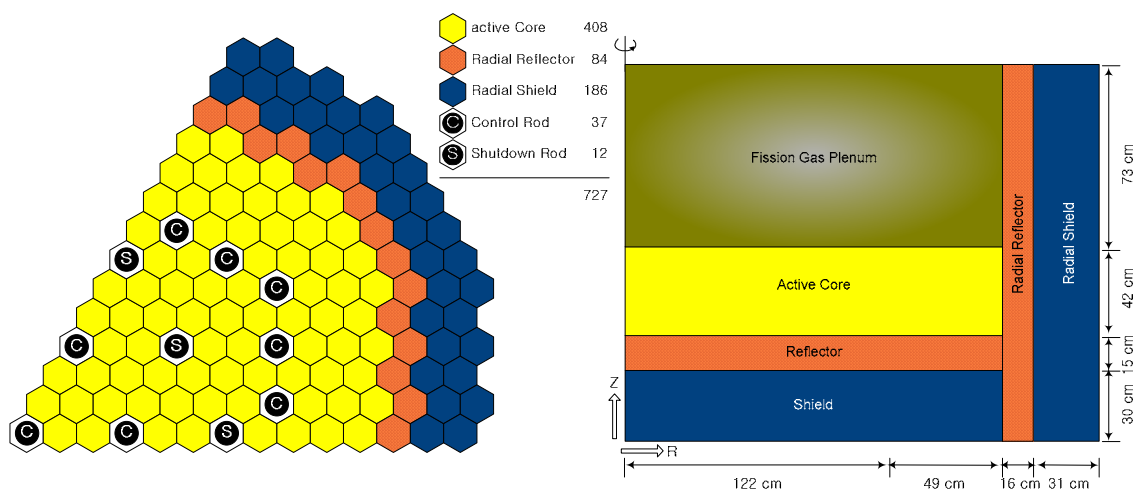 active Core 408
Radial Reflector 84
Radial Shield 186
C Control Rod 37
S Shutdown Rod 12
727
C
S
C
C
C
S
C
C
C
C
S
Fission Gas Plenum
Active Core
Reflector
Shield
Radial Reflector
Radial Shield
73 cm
42 cm
15 cm
30 cm
Z
R
122 cm
49 cm
16 cm
31 cm